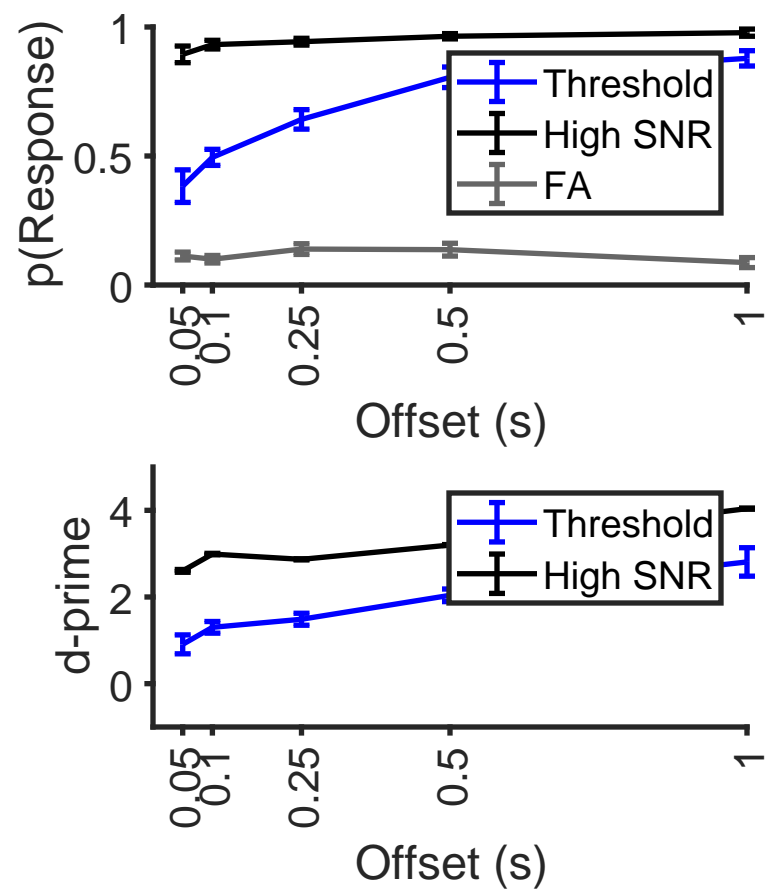 p(Response)
1
0.5
0
Threshold
High SNR
FA
0.05
0.1
0.25
0.5
1
Offset (s)
d-prime
4
2
0
Threshold
High SNR
0.05
0.1
0.25
0.5
1
Offset (s)